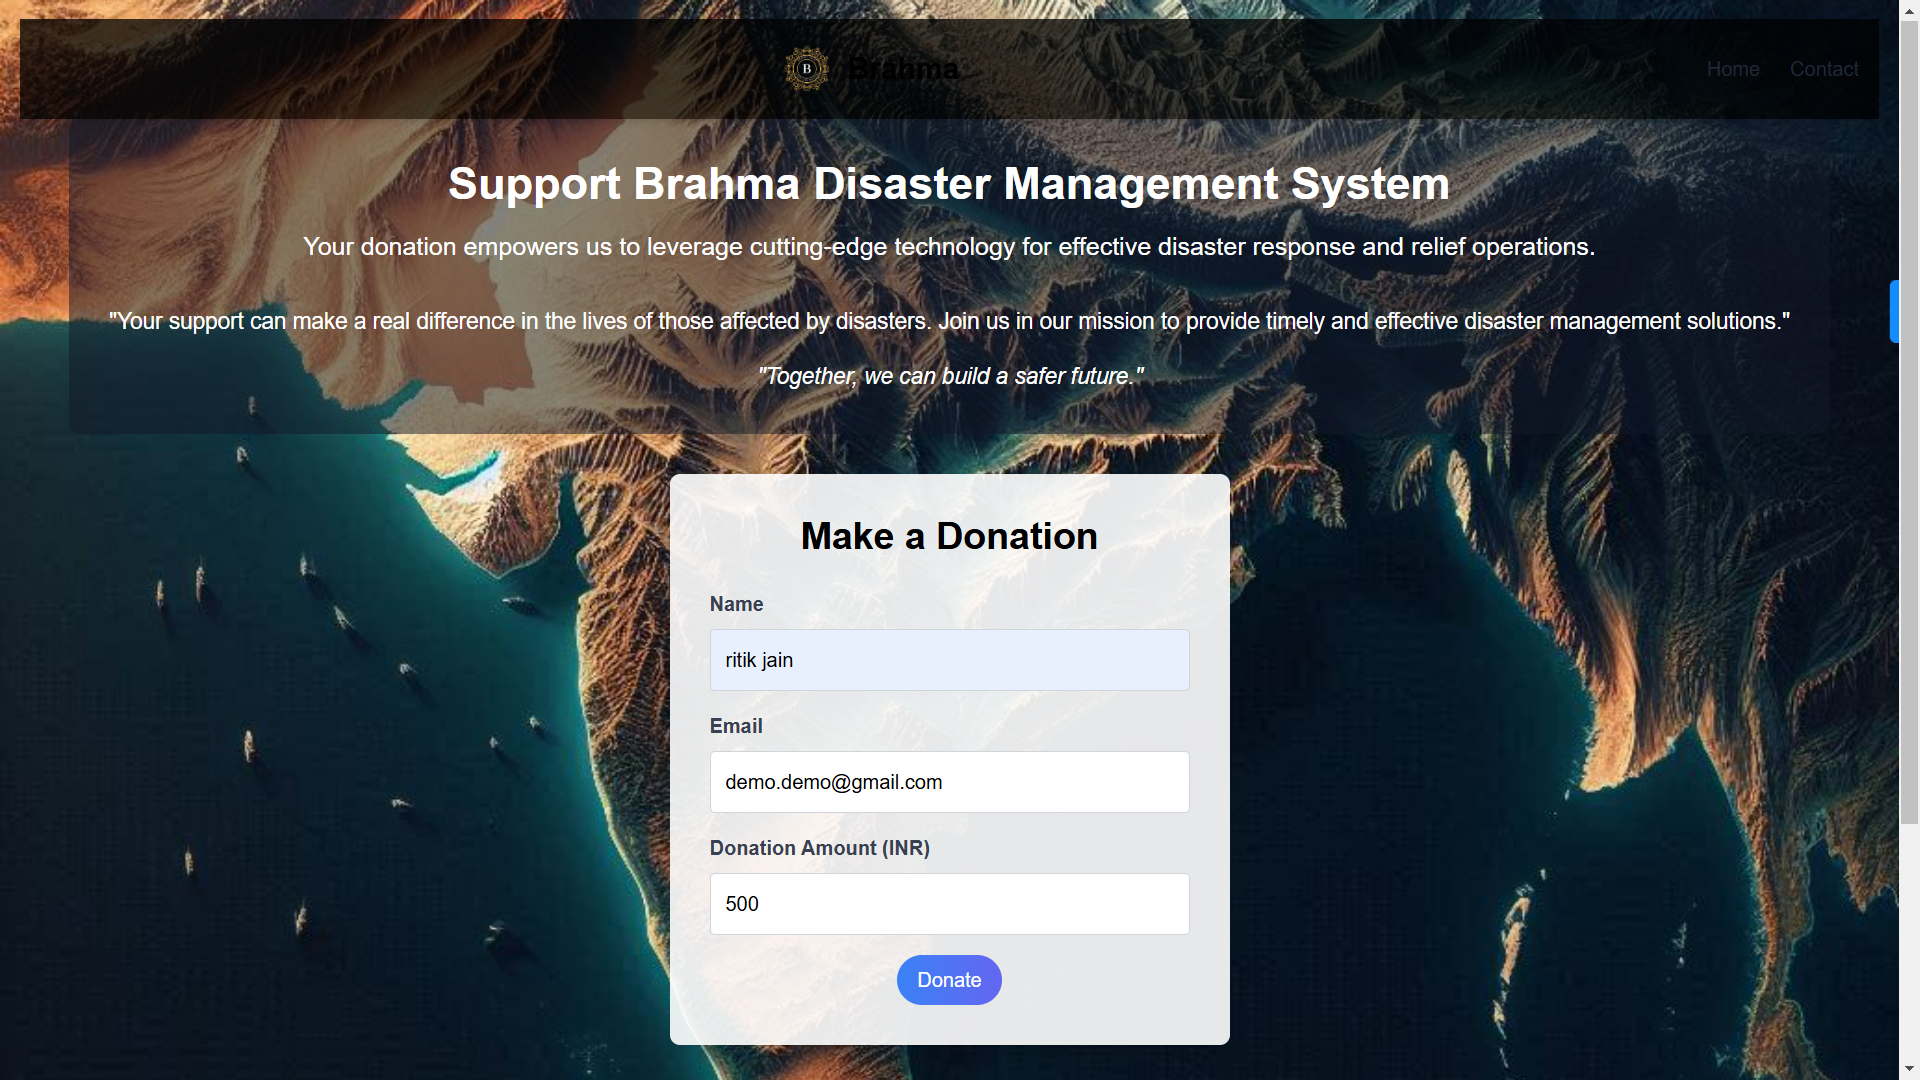 B Brahma
Home Contact
Support Brahma Disaster Management System
Your donation empowers us to leverage cutting-edge technology for effective disaster response and relief operations.
"Your support can make a real difference in the lives of those affected by disasters. Join us in our mission to provide timely and effective disaster management solutions."
"Together, we can build a safer future."
Make a Donation
Name
ritik jain
Email
demo.demo@gmail.com
Donation Amount (INR)
500
Donate